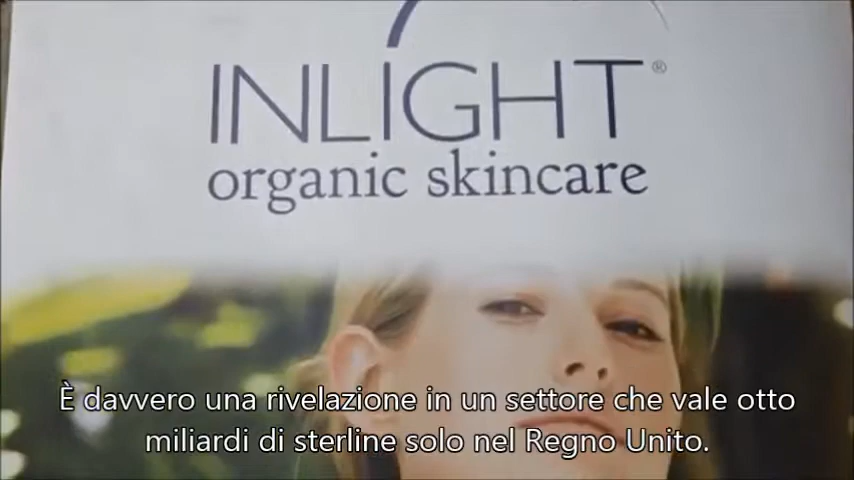 INLIGHT®
organic skincare
È davvero una rivelazione in un settore che vale otto
miliardi di sterline solo nel Regno Unito.